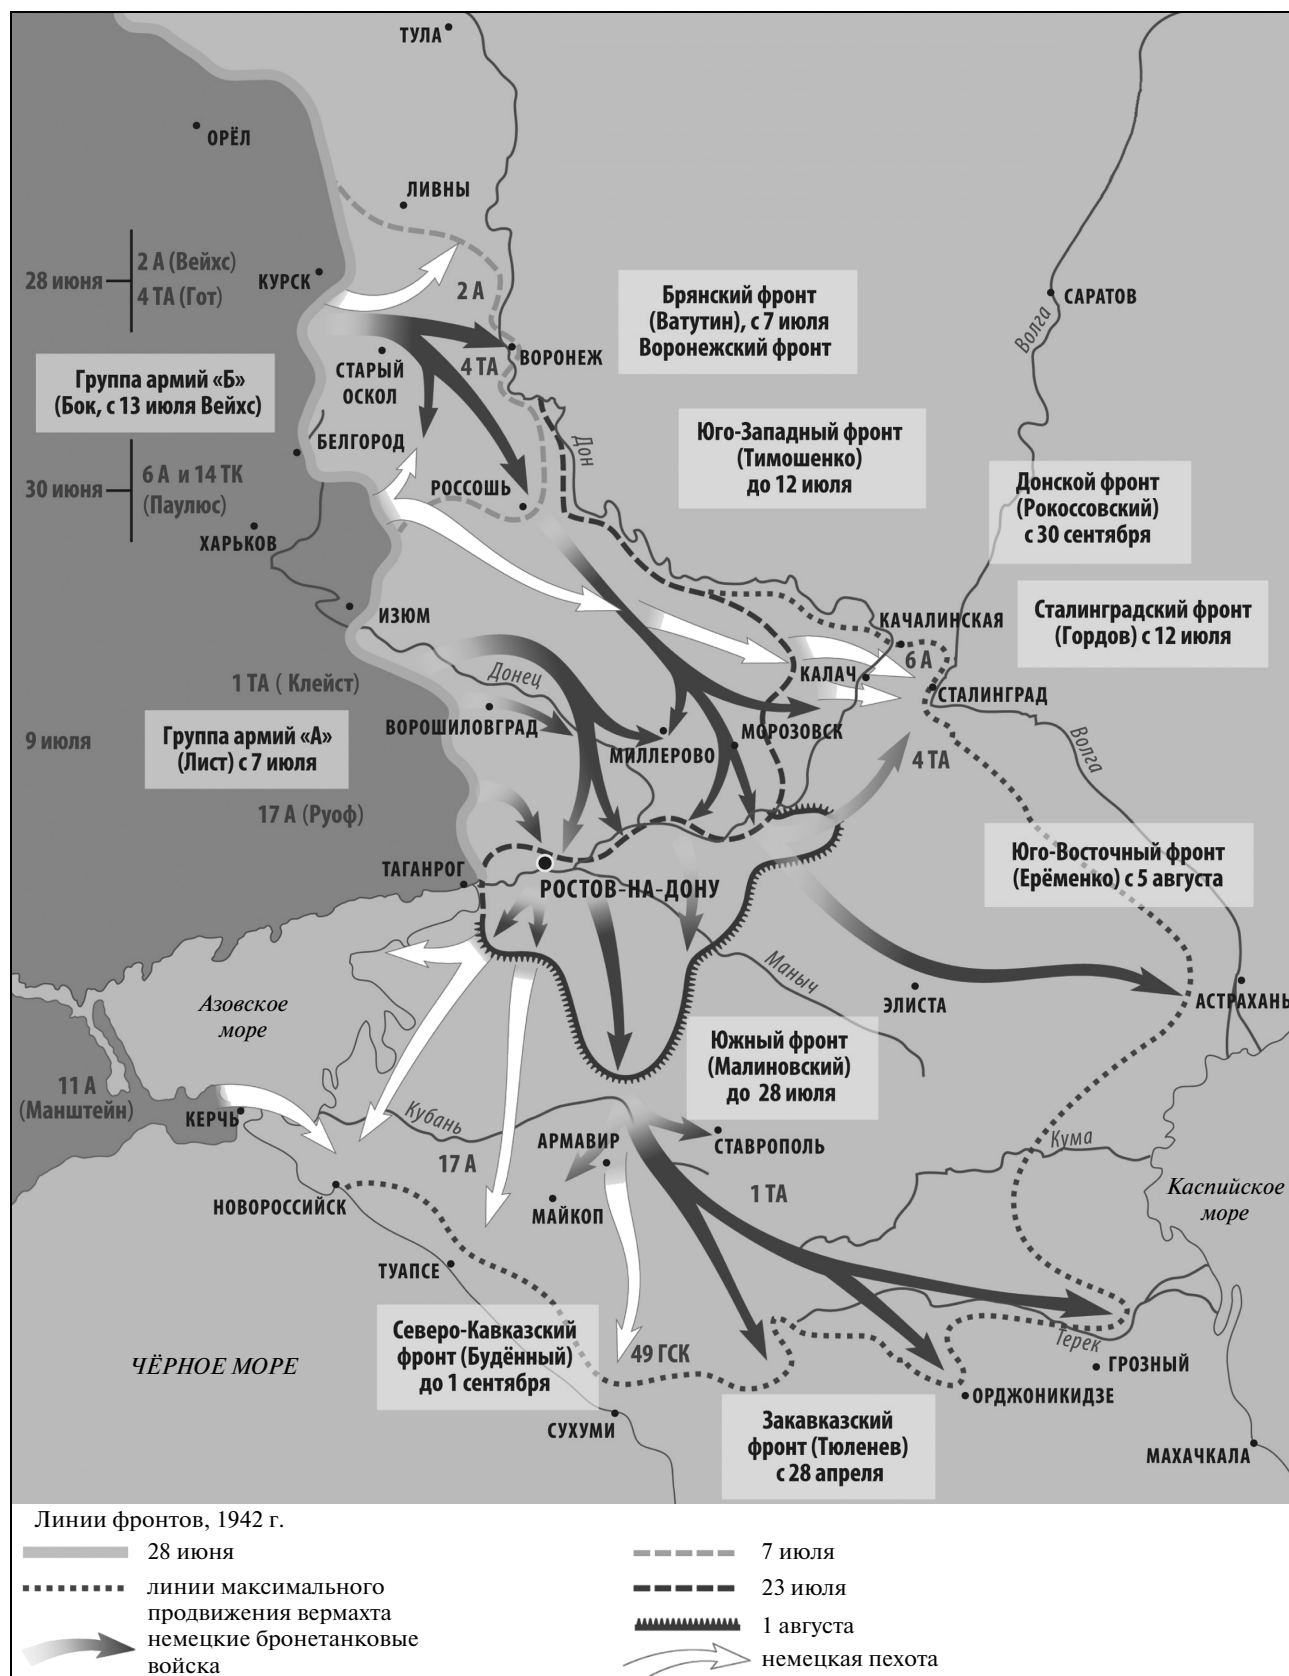 ТУЛА
ОРЁЛ
ЛИВНЫ
28 июня
2 А (Вейхс)
4 ТА (Гот)
КУРСК
2 А
Брянский фронт
(Ватутин), с 7 июля
Воронежский фронт
САРАТОВ
Волга
ВОРОНЕЖ
4 ТА
СТАРЫЙ
ОСКОЛ
Группа армий «Б»
(Бок, с 13 июля Вейхс)
БЕЛГОРОД
Дон
Юго-Западный фронт
(Тимошенко)
до 12 июля
30 июня
6 А и 14 ТК
(Паулюс)
РОССОШЬ
Донской фронт
(Рокоссовский)
с 30 сентября
ХАРЬКОВ
ИЗЮМ
КАЧАЛИНСКАЯ
Сталинградский фронт
(Гордов) с 12 июля
6 А
КАЛАЧ
СТАЛИНГРАД
1 ТА ( Клейст)
Донец
ВОРОШИЛОВГРАД
МОРОЗОВСК
МИЛЛЕРОВО
Волга
9 июля
Группа армий «А»
(Лист) с 7 июля
4 ТА
17 А (Руоф)
ТАГАНРОГ
РОСТОВ-НА-ДОНУ
Юго-Восточный фронт
(Ерёменко) с 5 августа
Маныч
ЭЛИСТА
АСТРАХАНЬ
Азовское
море
Южный фронт
(Малиновский)
до 28 июля
11 А
(Манштейн)
КЕРЧЬ
Кубань
АРМАВИР
СТАВРОПОЛЬ
Кума
17 А
1 ТА
Каспийское
море
НОВОРОССИЙСК
МАЙКОП
ТУАПСЕ
Северо-Кавказский
фронт (Будённый)
до 1 сентября
49 ГСК
Терек
ГРОЗНЫЙ
ЧЁРНОЕ МОРЕ
ОРДЖОНИКИДЗЕ
СУХУМИ
Закавказский
фронт (Тюленев)
с 28 апреля
МАХАЧКАЛА
Линии фронтов, 1942 г.
28 июня
линии максимального
продвижения вермахта
немецкие бронетанковые
войска
7 июля
23 июля
1 августа
немецкая пехота